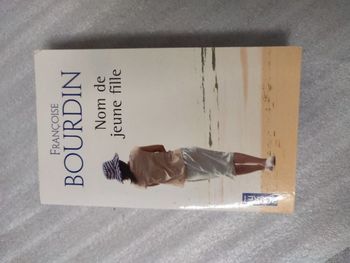 FRANÇOISE
BOURDIN
Nom de
jeune fille